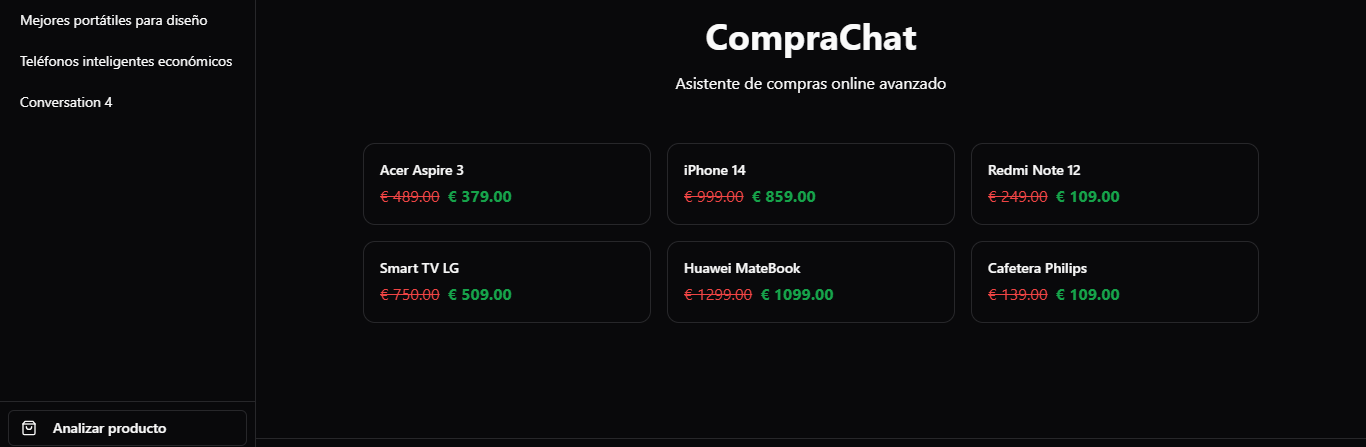 Mejores portátiles para diseño
Teléfonos inteligentes económicos
Conversation 4
Analizar producto
CompraChat
Asistente de compras online avanzado
Acer Aspire 3
€ 489.00 € 379.00
iPhone 14
€ 999.00 € 859.00
Redmi Note 12
€ 249.00 € 109.00
Smart TV LG
€ 750.00 € 509.00
Huawei MateBook
€ 1299.00 € 1099.00
Cafetera Philips
€ 139.00 € 109.00